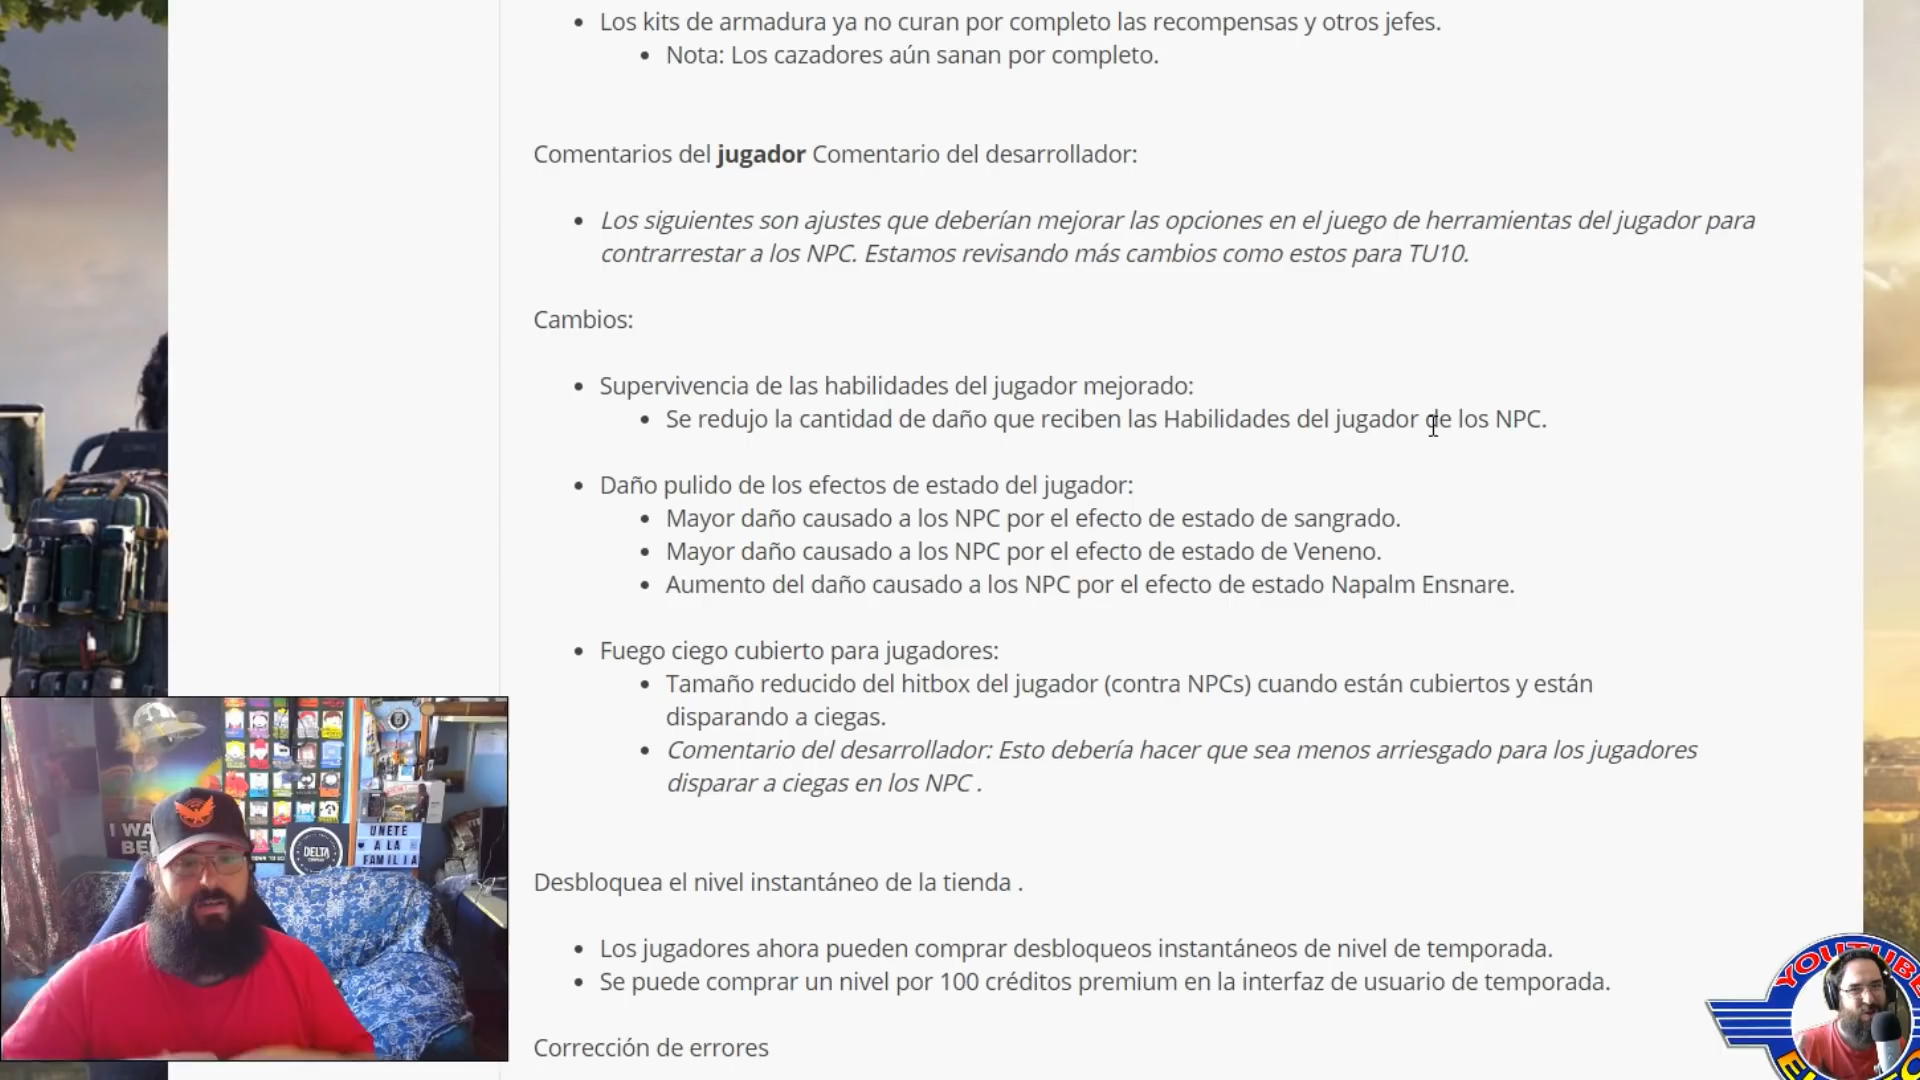 Los kits de armadura ya no curan por completo las recompensas y otros jefes.
Nota: Los cazadores aún sanan por completo.
Comentarios del jugador Comentario del desarrollador:
Los siguientes son ajustes que deberían mejorar las opciones en el juego de herramientas del jugador para
contrarrestar a los NPC. Estamos revisando más cambios como estos para TU10.
Cambios:
Supervivencia de las habilidades del jugador mejorado:
Se redujo la cantidad de daño que reciben las Habilidades del jugador de los NPC.
Daño pulido de los efectos de estado del jugador:
Mayor daño causado a los NPC por el efecto de estado de sangrado.
Mayor daño causado a los NPC por el efecto de estado de Veneno.
Aumento del daño causado a los NPC por el efecto de estado Napalm Ensnare.
Fuego ciego cubierto para jugadores:
Tamaño reducido del hitbox del jugador (contra NPCs) cuando están cubiertos y están
disparando a ciegas.
Comentario del desarrollador: Esto debería hacer que sea menos arriesgado para los jugadores
disparar a ciegas en los NPC .
Desbloquea el nivel instantáneo de la tienda .
Los jugadores ahora pueden comprar desbloqueos instantáneos de nivel de temporada.
Se puede comprar un nivel por 100 créditos premium en la interfaz de usuario de temporada.
Corrección de errores
I WA
BE
DELTA
UNETE
A LA
FAMILIA
YOUTUBE